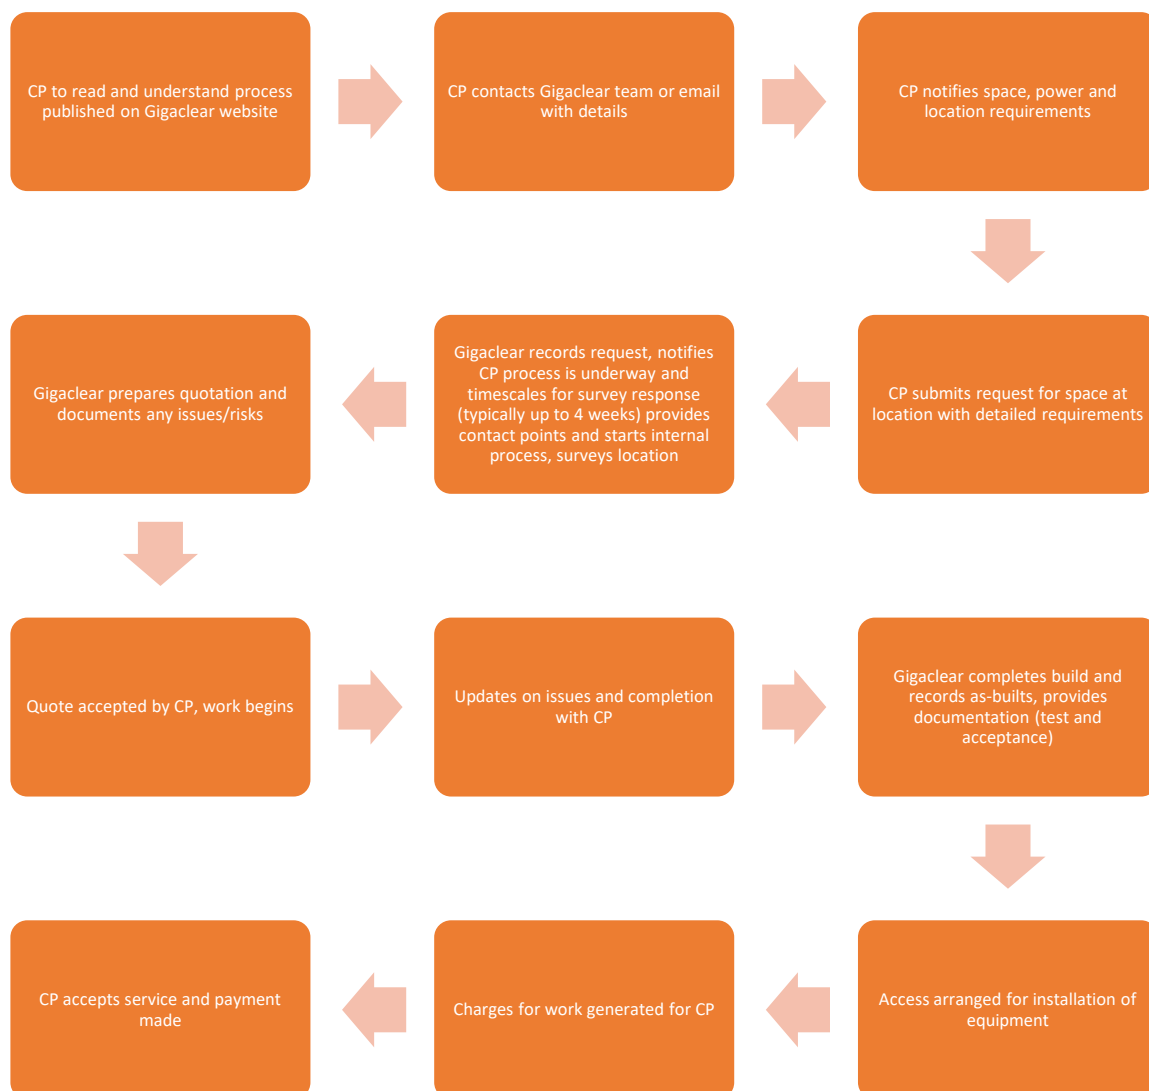 CP to read and understand process
published on Gigaclear website
CP contacts Gigaclear team or email
with details
CP notifies space, power and
location requirements
CP submits request for space at
location with detailed requirements
Gigaclear records request, notifies
CP process is underway and
timescales for survey response
(typically up to 4 weeks) provides
contact points and starts internal
process, surveys location
Gigaclear prepares quotation and
documents any issues/risks
Quote accepted by CP, work begins
Updates on issues and completion
with CP
Gigaclear completes build and
records as-builts, provides
documentation (test and
acceptance)
Access arranged for installation of
equipment
Charges for work generated for CP
CP accepts service and payment
made